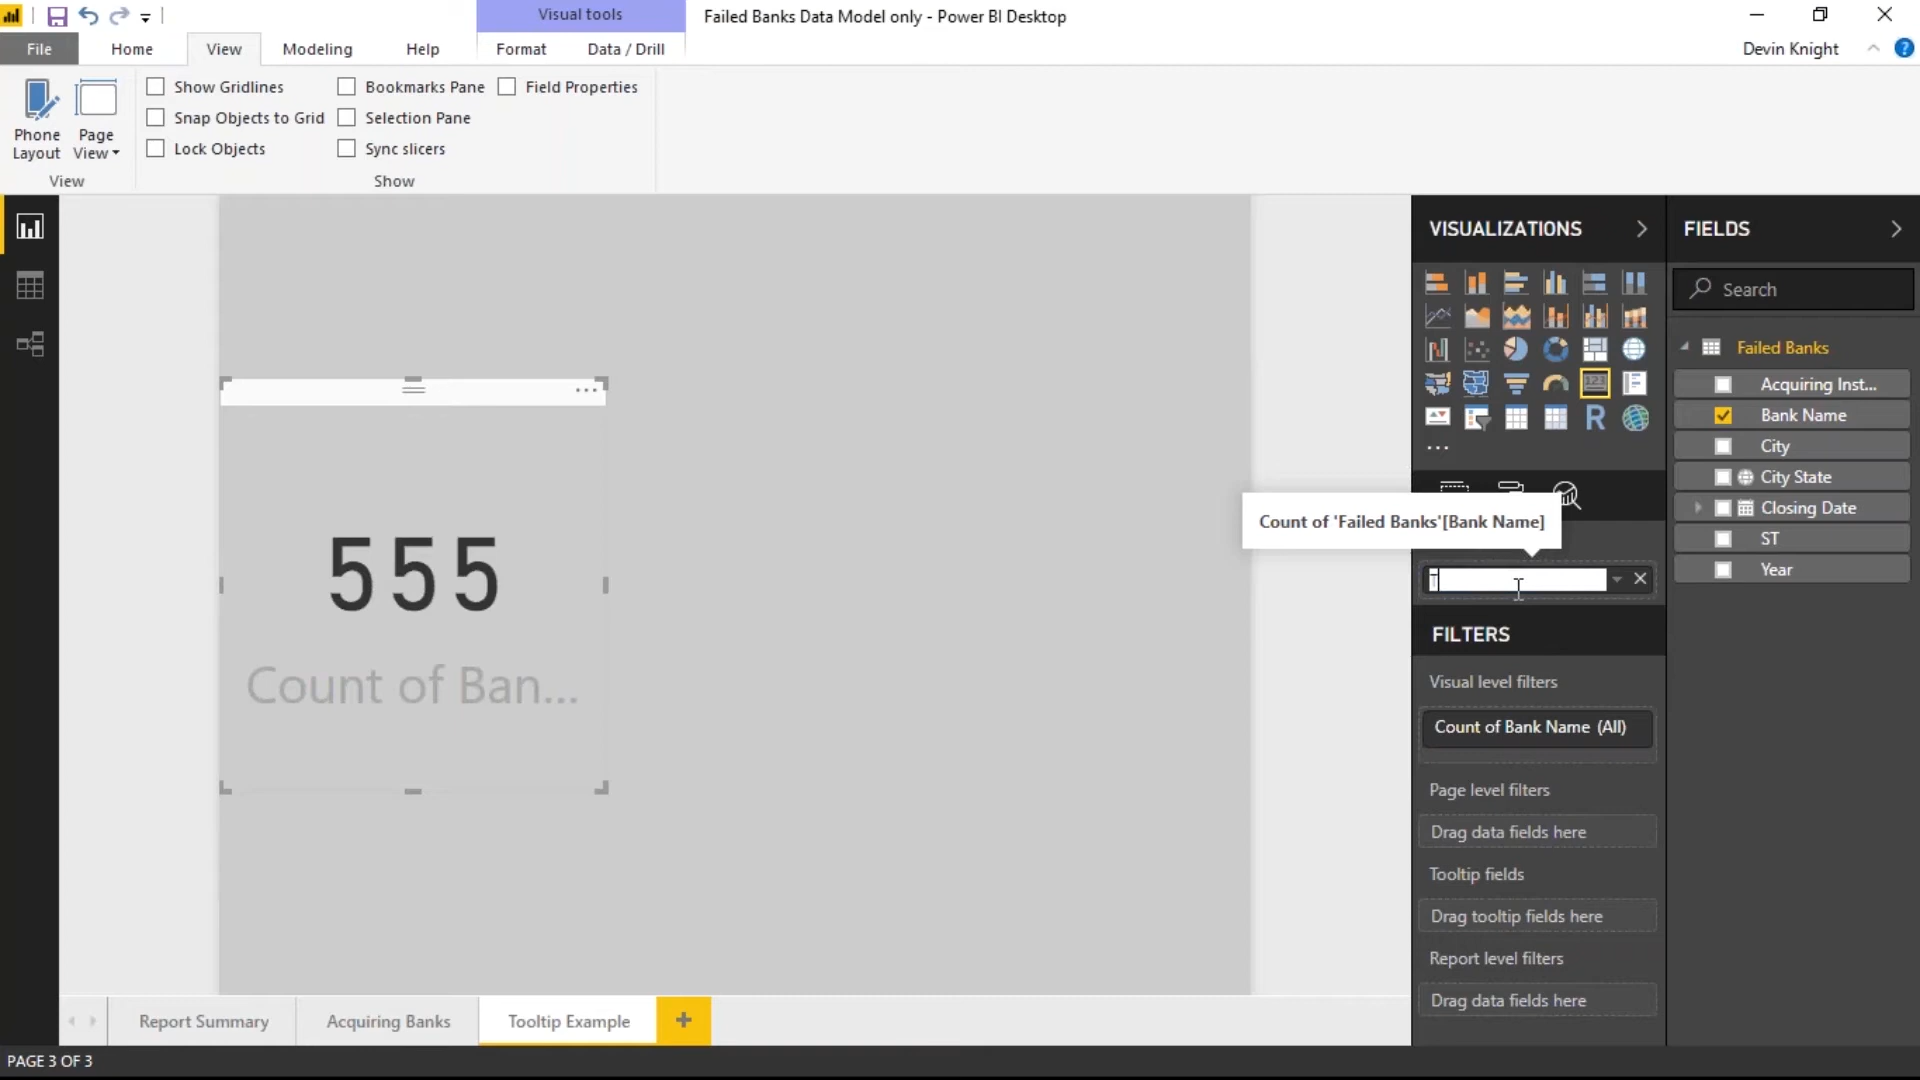 Visual tools
Failed Banks Data Model only - Power BI Desktop
File
Home
View
Modeling
Help
Format
Data / Drill
Devin Knight
?
Phone Layout
Page View
Show Gridlines
Snap Objects to Grid
Lock Objects
Bookmarks Pane
Selection Pane
Sync slicers
Field Properties
View
Show
555
Count of Ban...
VISUALIZATIONS
123
R
Count of 'Failed Banks'[Bank Name]
T
FILTERS
Visual level filters
Count of Bank Name (All)
Page level filters
Drag data fields here
Tooltip fields
Drag tooltip fields here
Report level filters
Drag data fields here
FIELDS
Search
Failed Banks
Acquiring Inst...
Bank Name
City
City State
Closing Date
ST
Year
Report Summary
Acquiring Banks
Tooltip Example
+
PAGE 3 OF 3